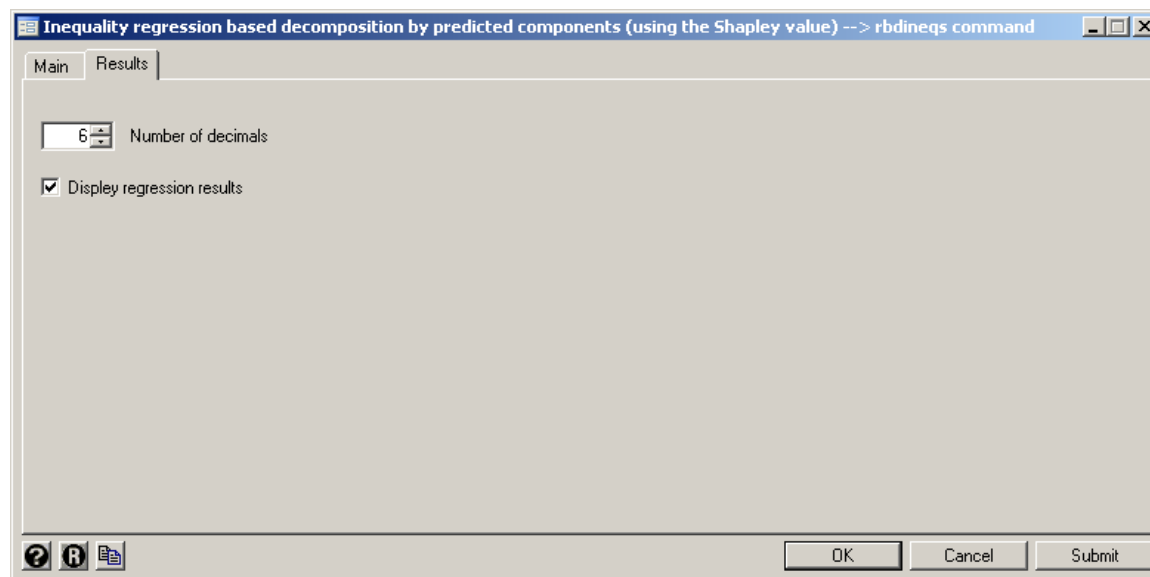 Inequality regression based decomposition by predicted components (using the Shapley value) --> rbdineqs command
Main Results
6 Number of decimals
Displey regression results
? R
OK Cancel Submit